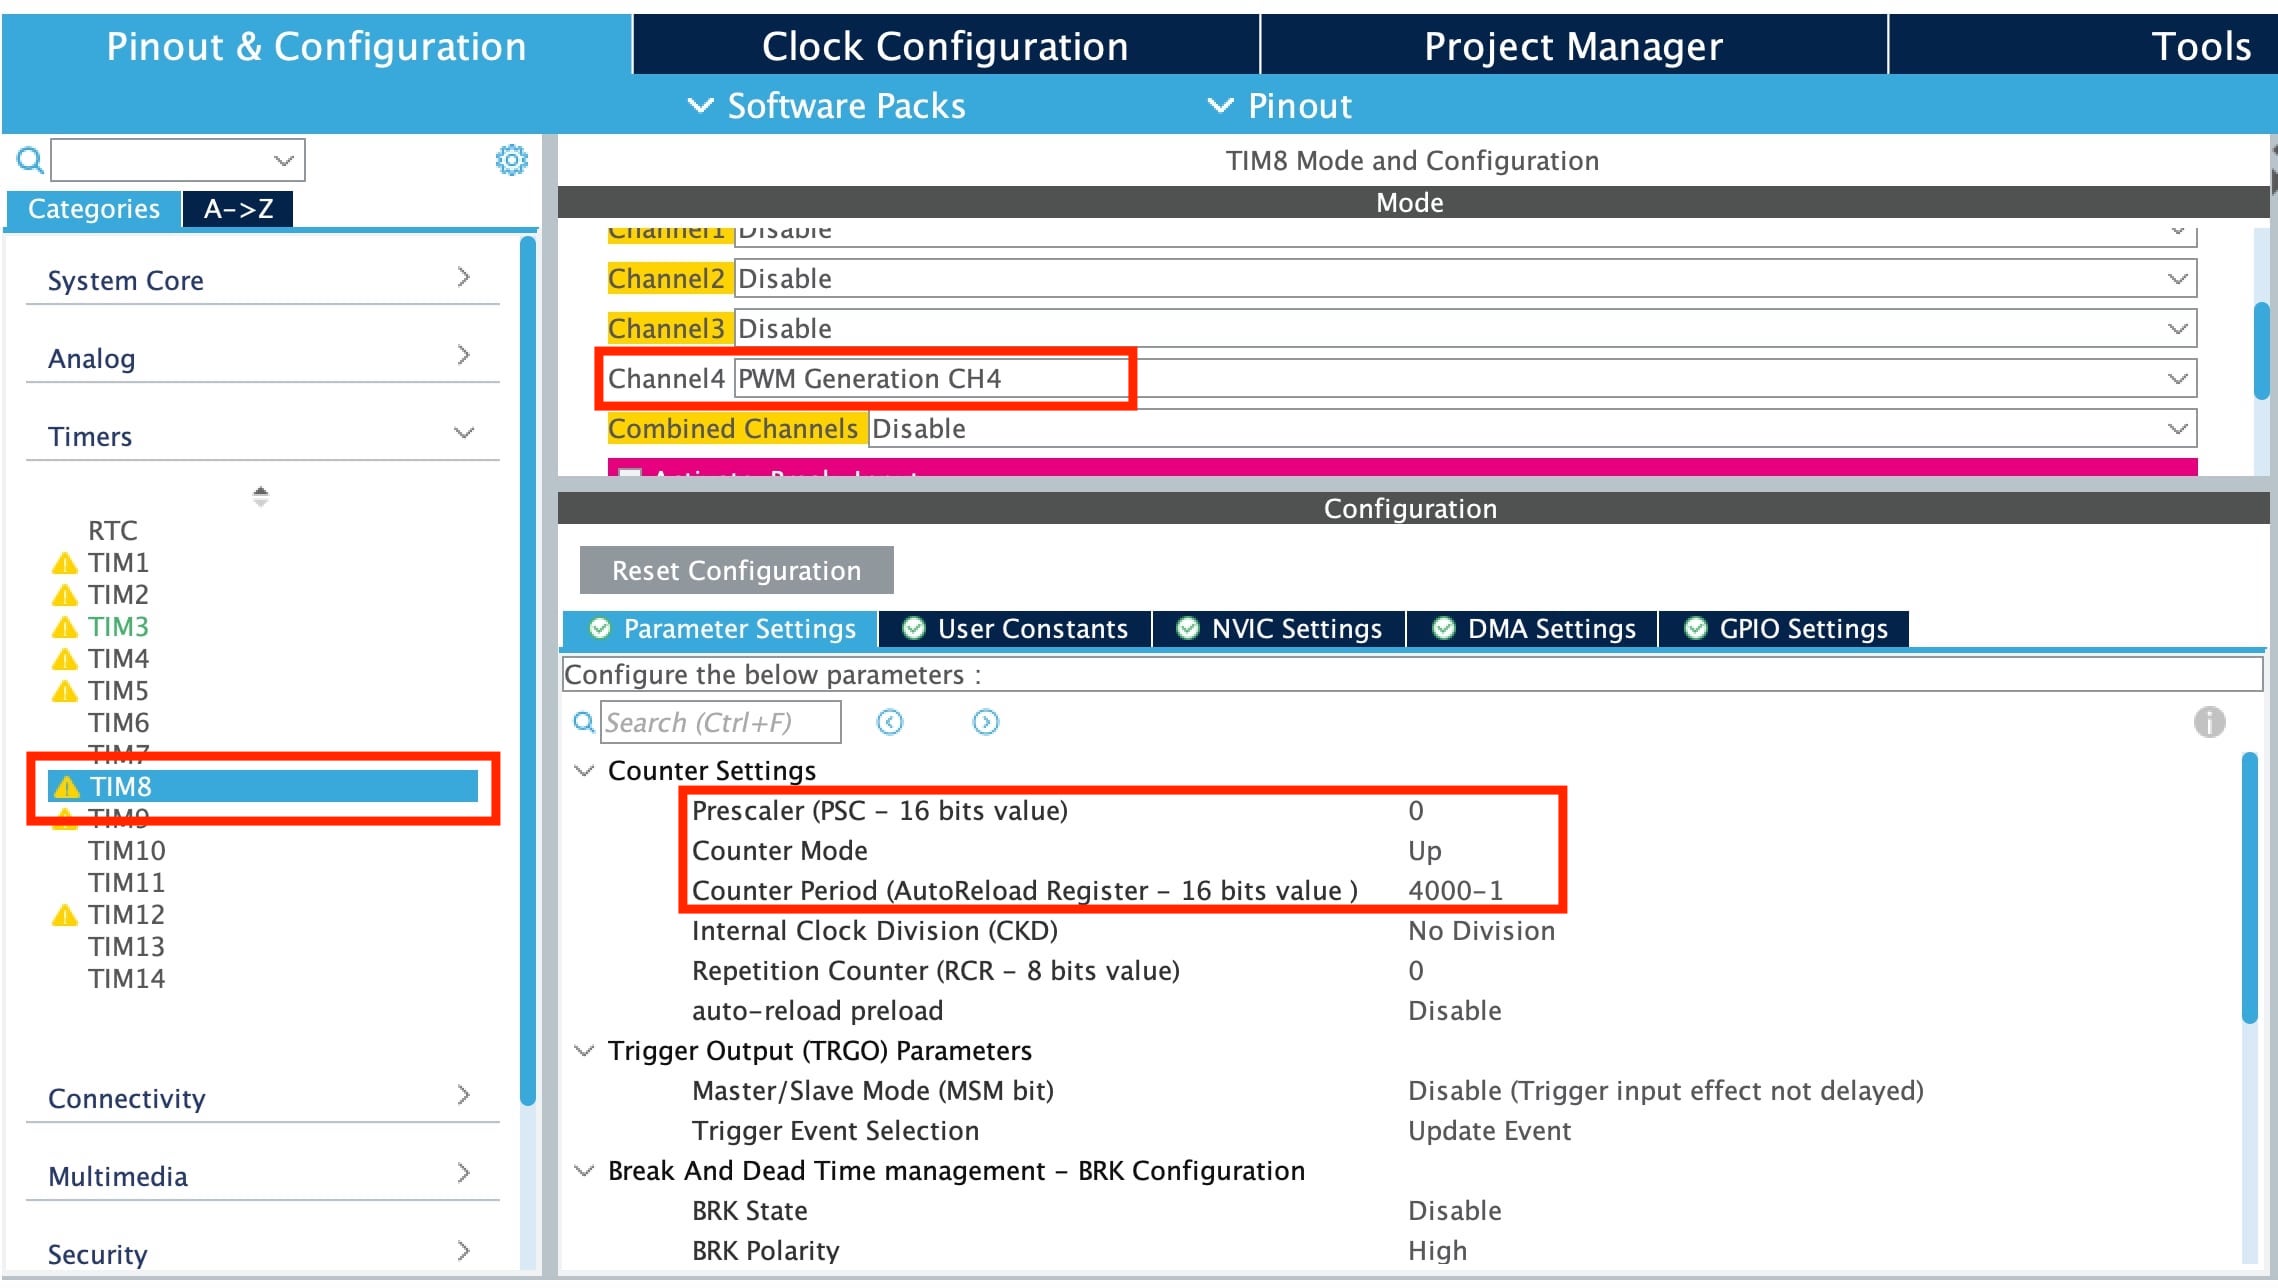 Pinout & Configuration
Clock Configuration
Project Manager
Tools
Software Packs
Pinout
Categories
A->Z
System Core
Analog
Timers
RTC
TIM1
TIM2
TIM3
TIM4
TIM5
TIM6
TIM7
TIM8
TIM9
TIM10
TIM11
TIM12
TIM13
TIM14
Connectivity
Multimedia
Security
TIM8 Mode and Configuration
Mode
Channel1 Disable
Channel2 Disable
Channel3 Disable
Channel4 PWM Generation CH4
Combined Channels Disable
Configuration
Reset Configuration
Parameter Settings
User Constants
NVIC Settings
DMA Settings
GPIO Settings
Configure the below parameters :
Search (Ctrl+F)
Counter Settings
Prescaler (PSC - 16 bits value) 0
Counter Mode Up
Counter Period (AutoReload Register - 16 bits value ) 4000-1
Internal Clock Division (CKD) No Division
Repetition Counter (RCR - 8 bits value) 0
auto-reload preload Disable
Trigger Output (TRGO) Parameters
Master/Slave Mode (MSM bit) Disable (Trigger input effect not delayed)
Trigger Event Selection Update Event
Break And Dead Time management - BRK Configuration
BRK State Disable
BRK Polarity High